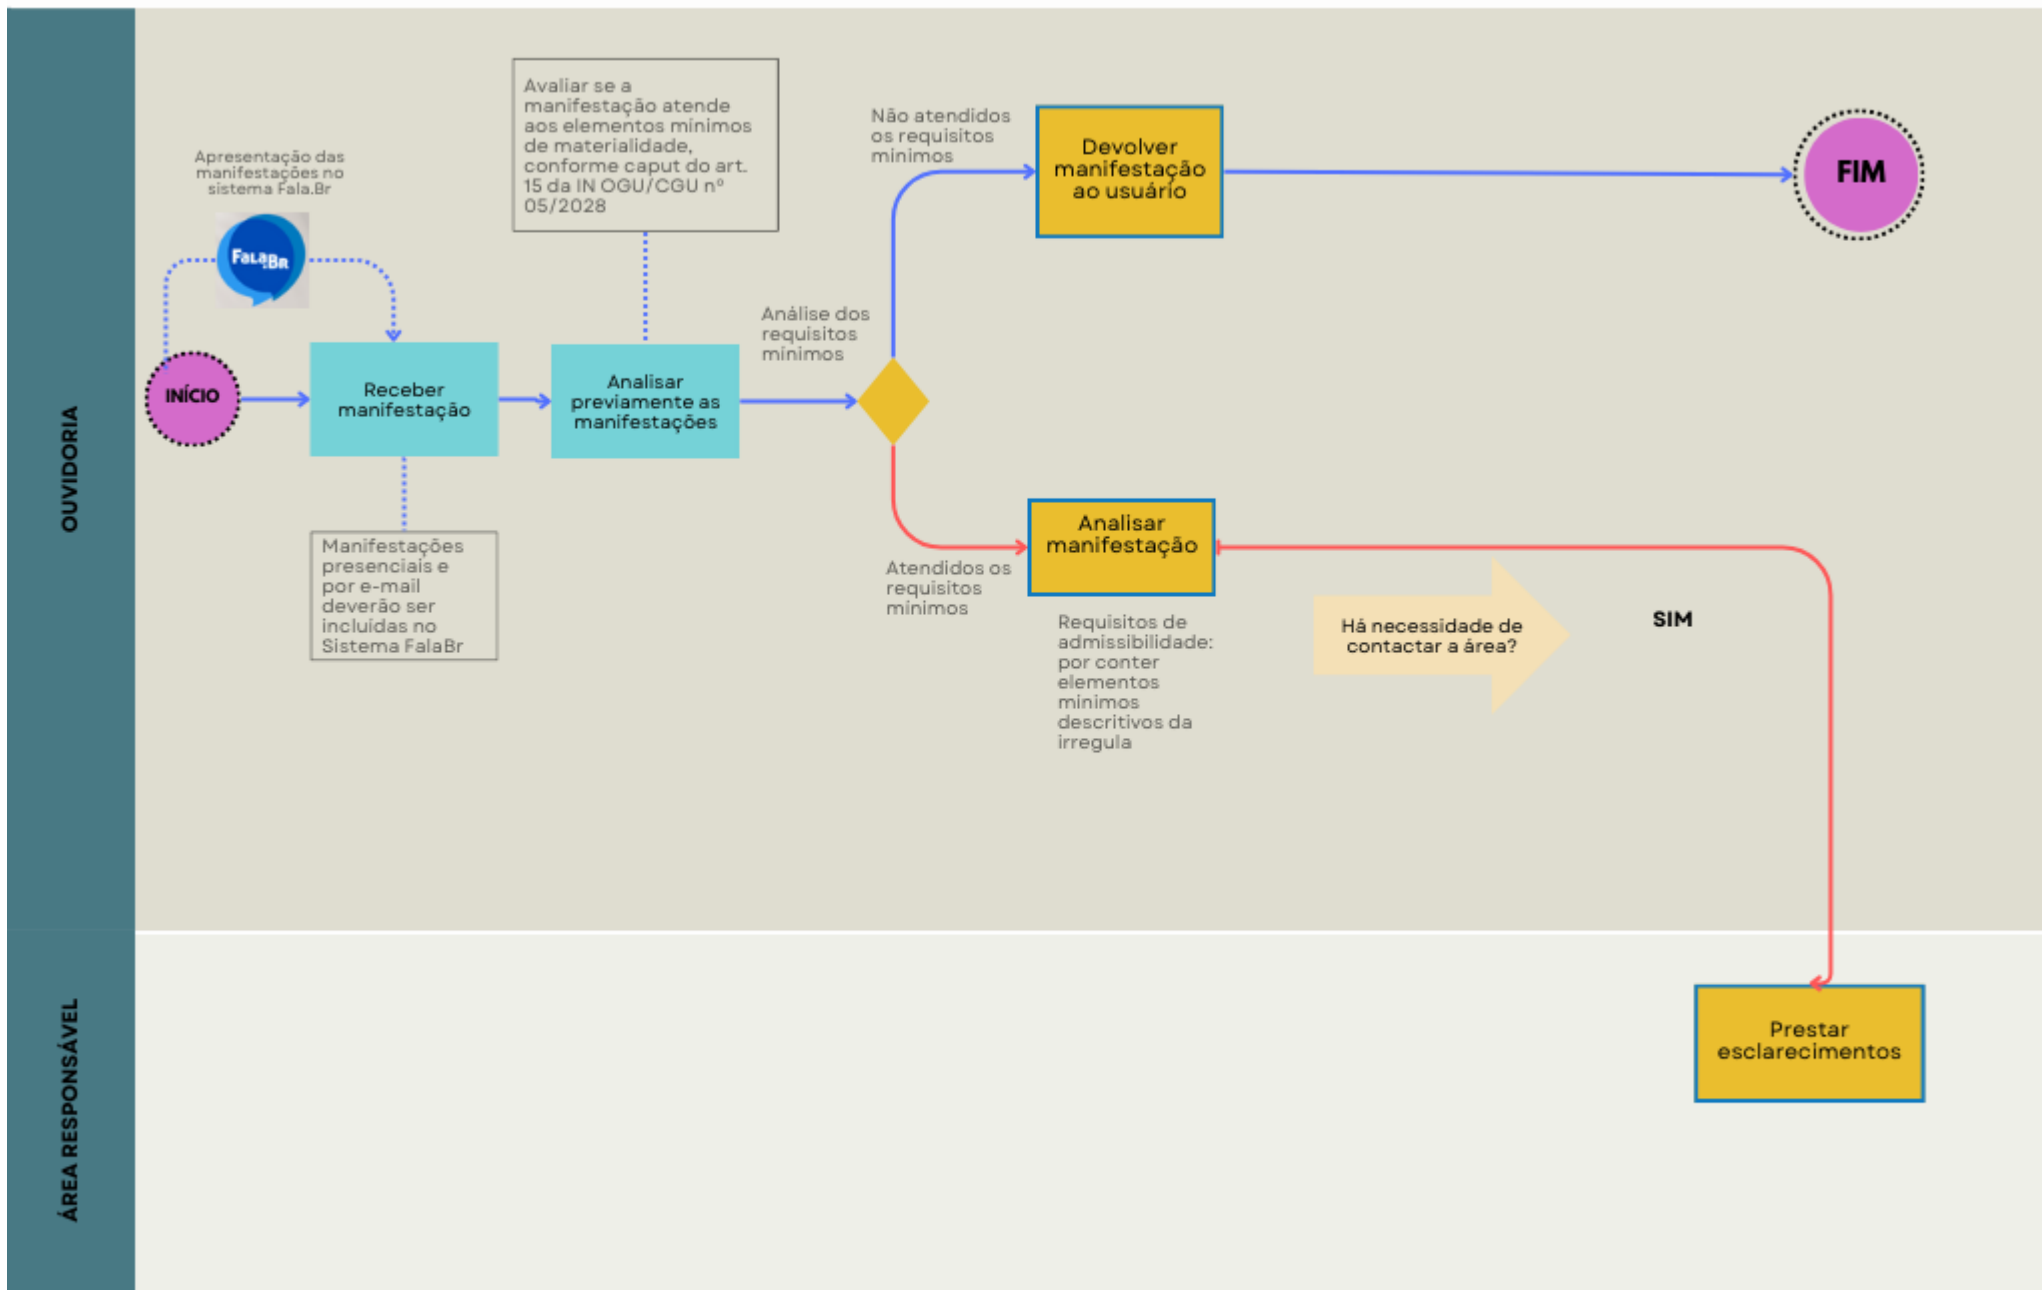 Apresentação das
manifestações no
sistema Fala.Br
FALA.BR
INÍCIO
Receber
manifestação
Manifestações
presenciais e
por e-mail
deverão ser
incluídas no
Sistema FalaBr
Avaliar se a
manifestação atende
aos elementos mínimos
de materialidade,
conforme caput do art.
15 da IN OGU/CGU nº
05/2028
Analisar
previamente as
manifestações
Análise dos
requisitos
mínimos
Não atendidos
os requisitos
mínimos
Devolver
manifestação
ao usuário
FIM
Atendidos os
requisitos
mínimos
Analisar
manifestação
Requisitos de
admissibilidade:
por conter
elementos
mínimos
descritivos da
irregula
Há necessidade de
contactar a área?
SIM
OUVIDORIA
ÁREA RESPONSÁVEL
Prestar
esclarecimentos